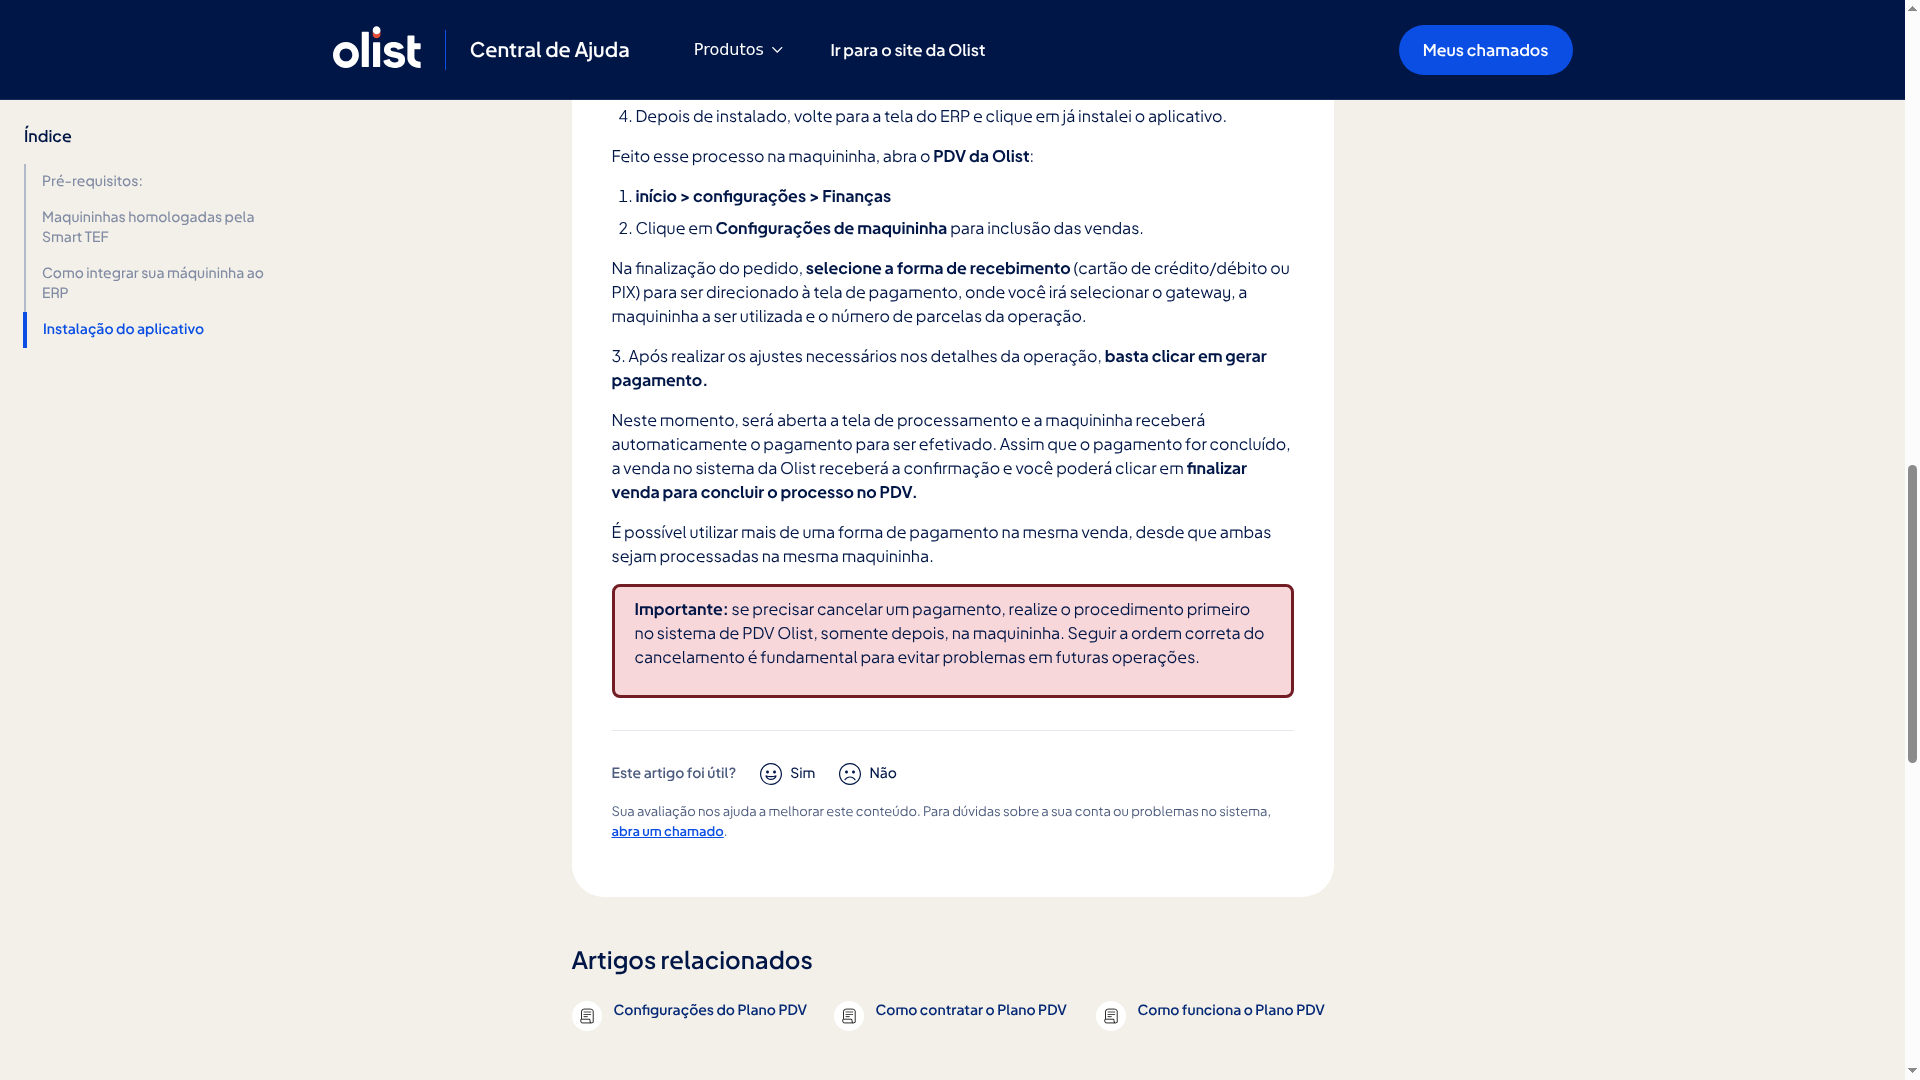 olist
Central de Ajuda
Produtos
Ir para o site da Olist
Meus chamados
Índice
Pré-requisitos:
Maquininhas homologadas pela
Smart TEF
Como integrar sua máquininha ao
ERP
Instalação do aplicativo
4. Depois de instalado, volte para a tela do ERP e clique em já instalei o aplicativo.
Feito esse processo na maquininha, abra o PDV da Olist:
1. início > configurações > Finanças
2. Clique em Configurações de maquininha para inclusão das vendas.
Na finalização do pedido, selecione a forma de recebimento (cartão de crédito/débito ou
PIX) para ser direcionado à tela de pagamento, onde você irá selecionar o gateway, a
maquininha a ser utilizada e o número de parcelas da operação.
3. Após realizar os ajustes necessários nos detalhes da operação, basta clicar em gerar
pagamento.
Neste momento, será aberta a tela de processamento e a maquininha receberá
automaticamente o pagamento para ser efetivado. Assim que o pagamento for concluído,
a venda no sistema da Olist receberá a confirmação e você poderá clicar em finalizar
venda para concluir o processo no PDV.
É possível utilizar mais de uma forma de pagamento na mesma venda, desde que ambas
sejam processadas na mesma maquininha.
Importante: se precisar cancelar um pagamento, realize o procedimento primeiro
no sistema de PDV Olist, somente depois, na maquininha. Seguir a ordem correta do
cancelamento é fundamental para evitar problemas em futuras operações.
Este artigo foi útil?
Sim
Não
Sua avaliação nos ajuda a melhorar este conteúdo. Para dúvidas sobre a sua conta ou problemas no sistema,
abra um chamado.
Artigos relacionados
Configurações do Plano PDV
Como contratar o Plano PDV
Como funciona o Plano PDV